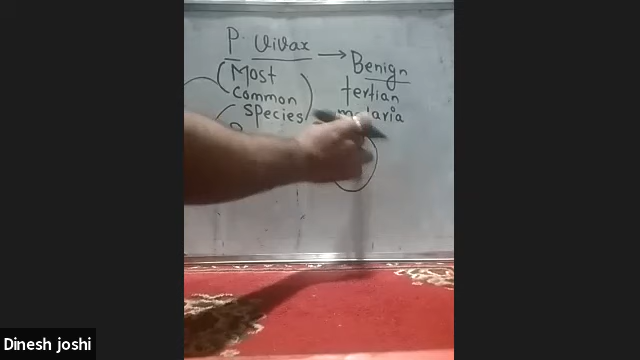 P. Vivax → Benign
tertian
malaria
(Most
common
species)
Dinesh joshi